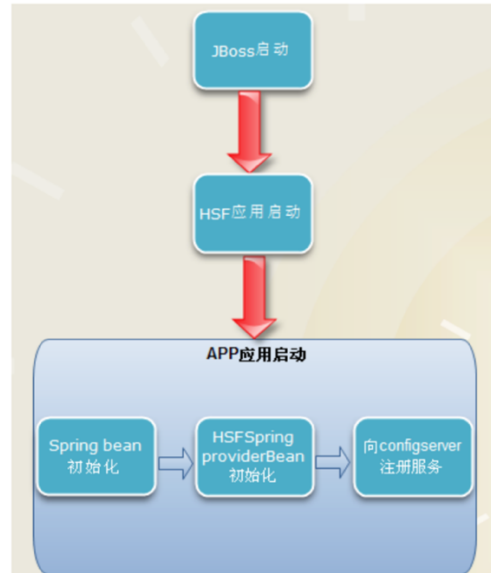 JBoss启动
HSF应用启动
APP应用启动
Spring bean
初始化
HSFSpring
providerBean
初始化
向configserver
注册服务